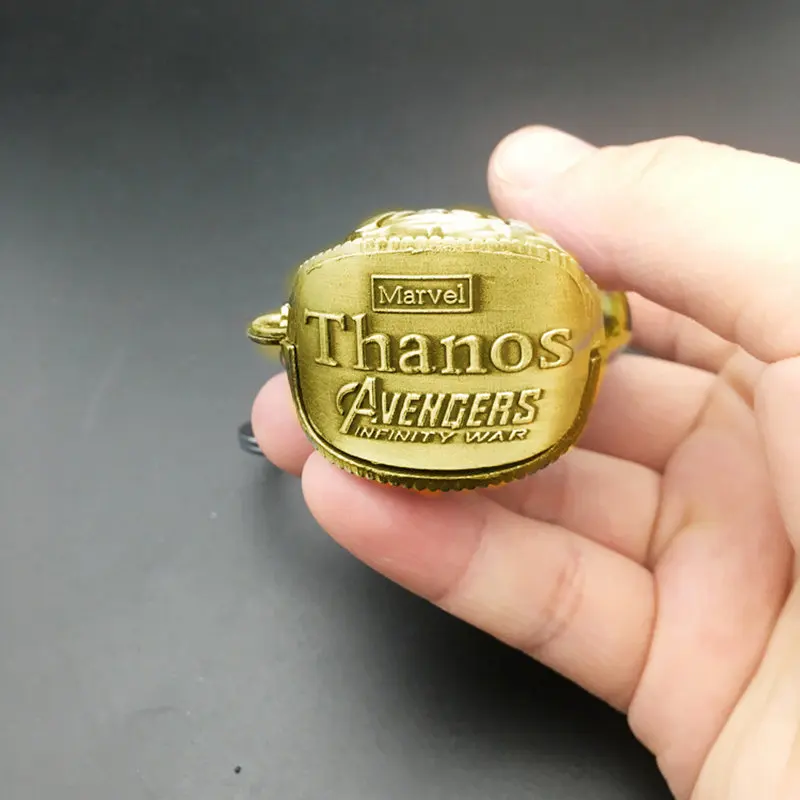 Marvel
Thanos
AVENGERS
INFINITY WAR